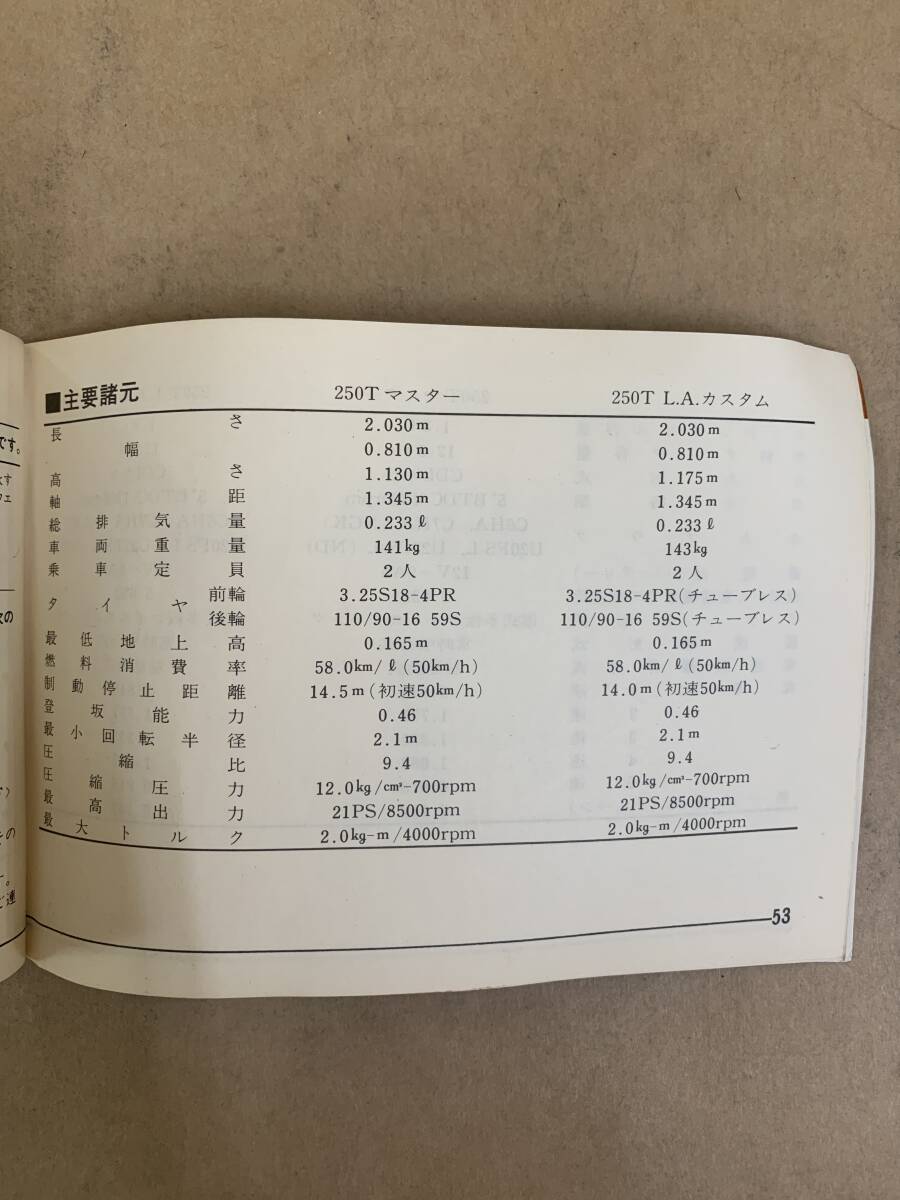 ■主要諸元 250T マスター 250T L.A.カスタム
長さ 2.030m 2.030m
幅 0.810m 0.810m
高さ 1.130m 1.175m
軸距 1.345m 1.345m
総排気量 0.233ℓ 0.233ℓ
車両重量 141kg 143kg
乗車定員 2人 2人
タイヤ 前輪 3.25S18-4PR 3.25S18-4PR(チューブレス)
後輪 110/90-16 59S 110/90-16 59S(チューブレス)
最低地上高 0.165m 0.165m
燃料消費率 58.0km/ℓ(50km/h) 58.0km/ℓ(50km/h)
制動停止距離 14.5m(初速50km/h) 14.0m(初速50km/h)
登坂能力 0.46 0.46
最小回転半径 2.1m 2.1m
圧縮比 9.4 9.4
圧縮圧力 12.0kg/cm²-700rpm 12.0kg/cm²-700rpm
最高出力 21PS/8500rpm 21PS/8500rpm
最大トルク 2.0kg-m/4000rpm 2.0kg-m/4000rpm
53
です。